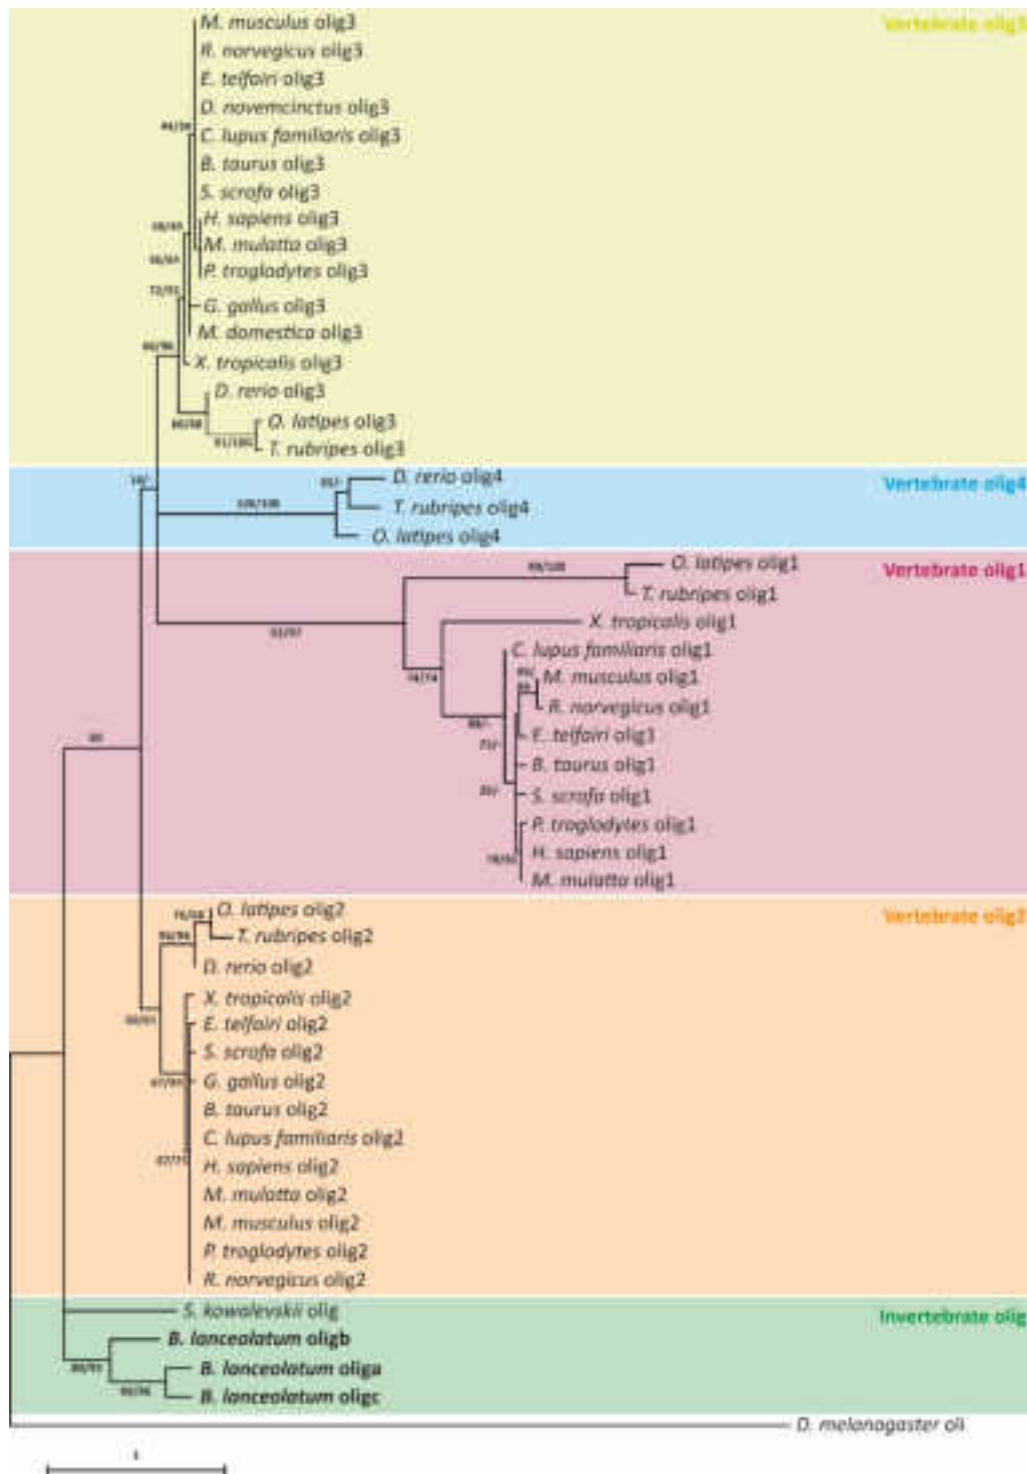 M. musculus olig3
Vertebrate olig3
R. norvegicus olig3
E. telfairi olig3
D. novemcinctus olig3
C. lupus familiaris olig3
B. taurus olig3
S. scrofa olig3
H. sapiens olig3
M. mulatta olig3
P. troglodytes olig3
G. gallus olig3
M. domestica olig3
X. tropicalis olig3
D. rerio olig3
O. latipes olig3
T. rubripes olig3
D. rerio olig4
Vertebrate olig4
T. rubripes olig4
100/100
O. latipes olig4
O. latipes olig1
Vertebrate olig1
99/100
T. rubripes olig1
X. tropicalis olig1
C. lupus familiaris olig1
M. musculus olig1
R. norvegicus olig1
E. telfairi olig1
B. taurus olig1
S. scrofa olig1
P. troglodytes olig1
H. sapiens olig1
M. mulatta olig1
O. latipes olig2
Vertebrate olig2
T. rubripes olig2
D. rerio olig2
X. tropicalis olig2
E. telfairi olig2
S. scrofa olig2
G. gallus olig2
B. taurus olig2
C. lupus familiaris olig2
H. sapiens olig2
M. mulatta olig2
M. musculus olig2
P. troglodytes olig2
R. norvegicus olig2
S. kowalevskii olig
Invertebrate olig
B. lanceolatum oligb
B. lanceolatum oliga
B. lanceolatum oligc
D. melanogaster oli
1